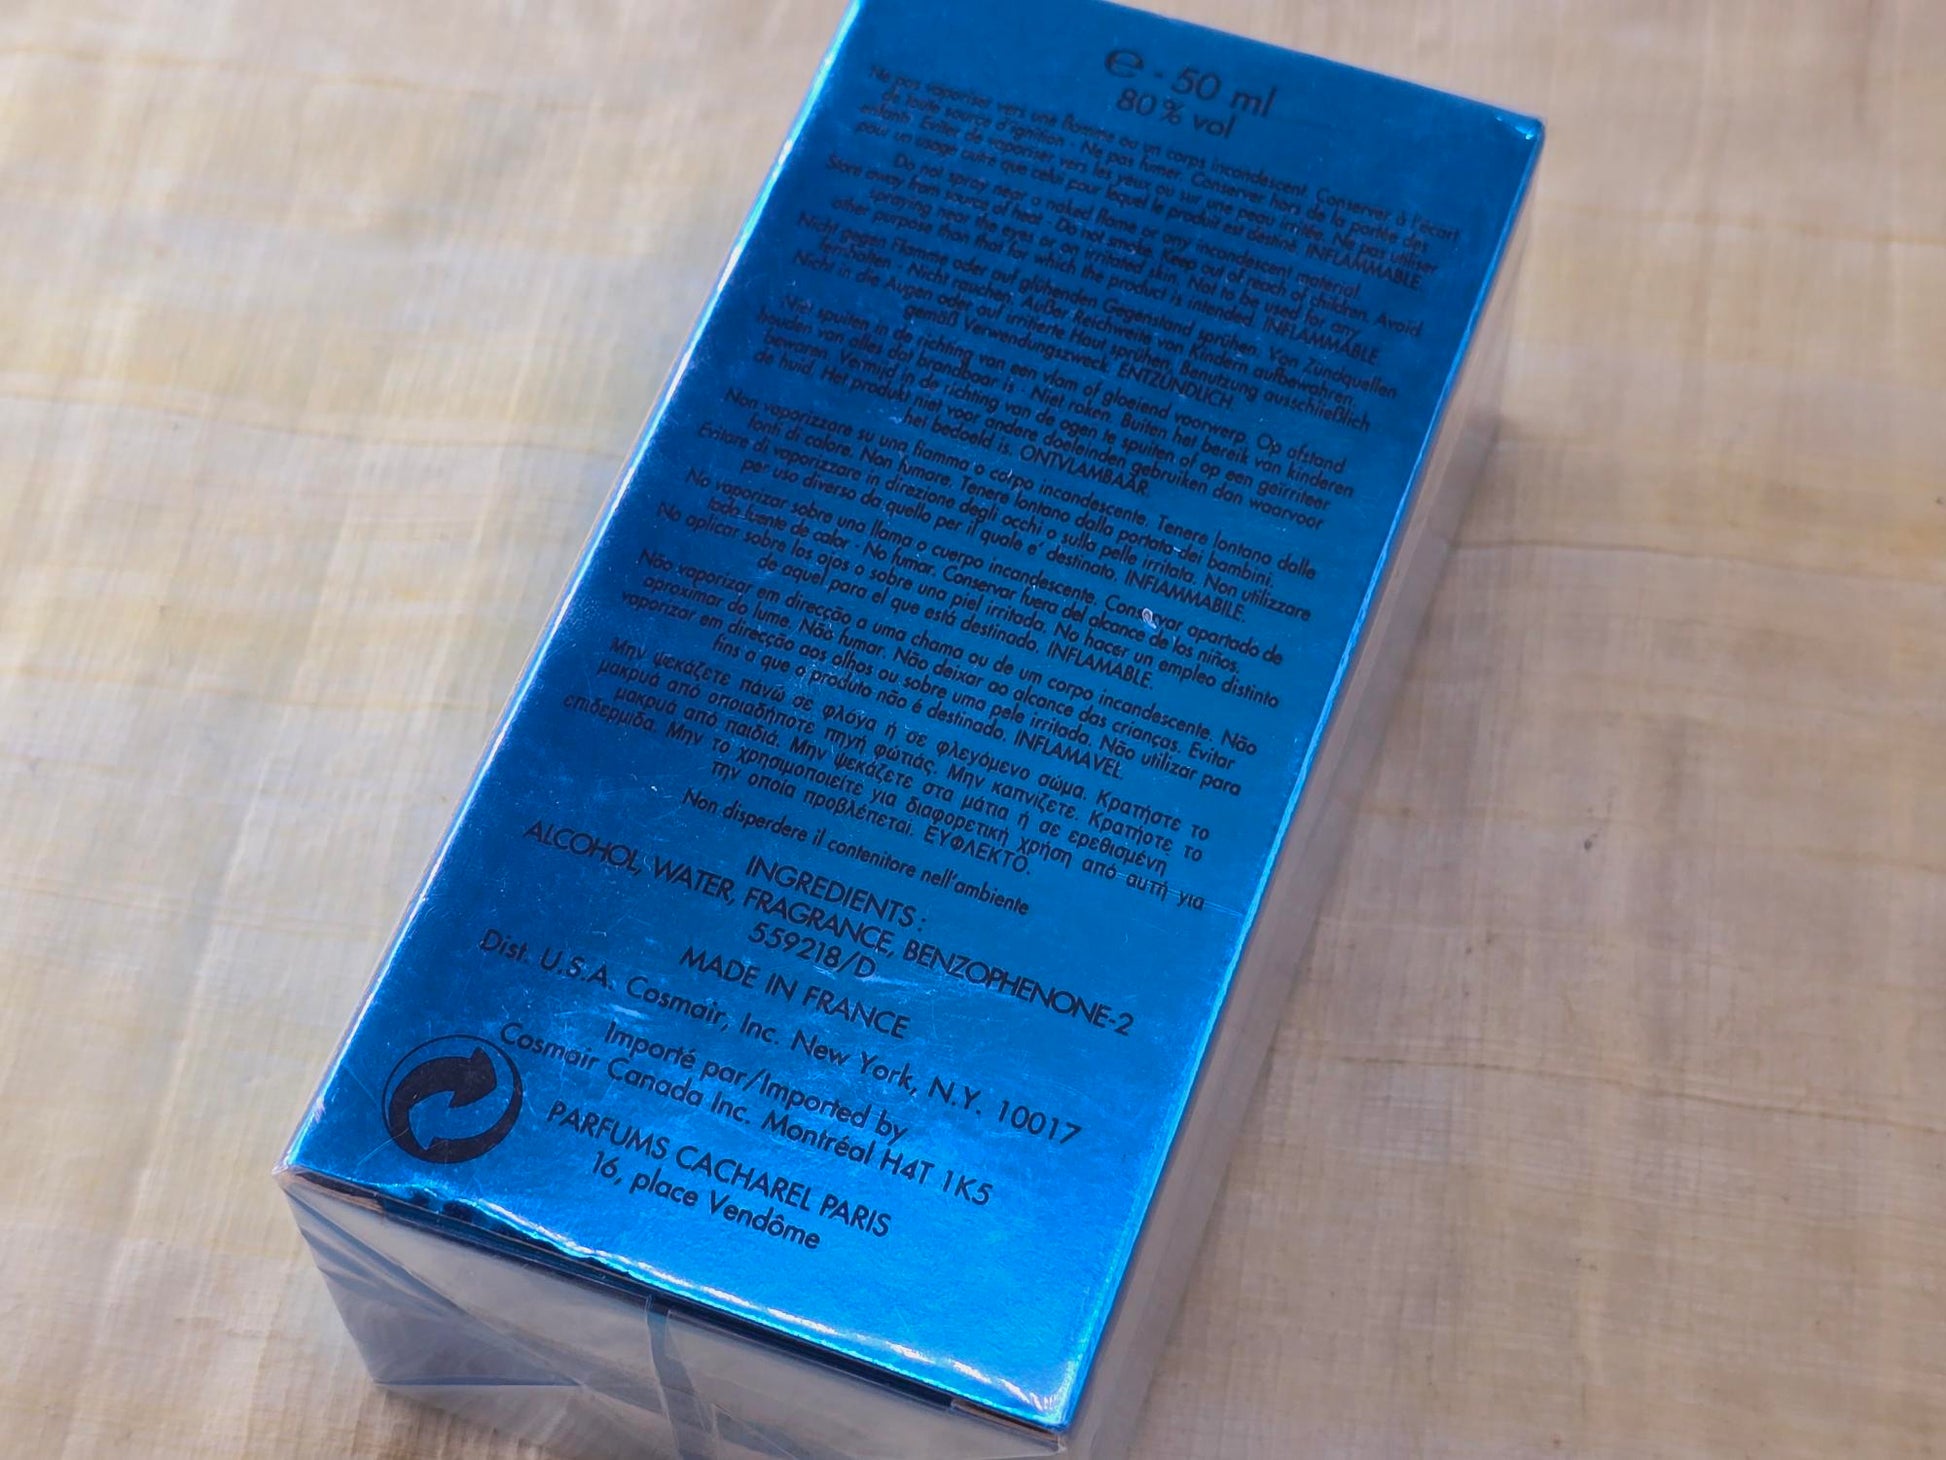 e - 50 ml
80% vol
Ne pas vaporiser vers une flamme ou un corps incandescent. Conserver à l'écart
de toute source d'ignition - Ne pas fumer. Conserver hors de la portée des
enfants. Eviter de vaporiser vers les yeux ou sur une peau irritée. Ne pas utiliser
pour un usage autre que celui pour lequel le produit est destiné. INFLAMMABLE.
Do not spray near a naked flame or any incandescent material.
Store away from source of heat - Do not smoke. Keep out of reach of children. Avoid
spraying near the eyes or on irritated skin. Not to be used for any
other purpose than that for which the product is intended. INFLAMMABLE.
Nicht gegen Flamme oder auf glühenden Gegenstand sprühen. Von Zündquellen
fernhalten - Nicht rauchen. Außer Reichweite von Kindern aufbewahren.
Nicht in die Augen oder auf irritierte Haut sprühen. Benutzung ausschließlich
gemäß Verwendungszweck. ENTZÜNDLICH.
Niet spuiten in de richting van een vlam of gloeiend voorwerp. Op afstand
houden van alles dat brandbaar is - Niet roken. Buiten het bereik van kinderen
bewaren. Vermijd in de richting van de ogen te spuiten of op een geïrriteer
de huid. Het produkt niet voor andere doeleinden gebruiken dan waarvoor
het bedoeld is. ONTVLAMBAAR.
Non vaporizzare su una fiamma o corpo incandescente. Tenere lontano dalle
fonti di calore. Non fumare. Tenere lontano dalla portata dei bambini.
Evitare di vaporizzare in direzione degli occhi o sulla pelle irritata. Non utilizzare
per uso diverso da quello per il quale e' destinato. INFIAMMABILE.
No vaporizar sobre una llama o cuerpo incandescente. Conservar apartado de
toda fuente de calor - No fumar. Conservar fuera del alcance de los niños.
No aplicar sobre los ojos o sobre una piel irritada. No hacer un empleo distinto
de aquel para el que está destinado. INFLAMABLE.
Não vaporizar em direcção a uma chama ou de um corpo incandescente. Não
aproximar do lume. Não fumar. Não deixar ao alcance das crianças. Evitar
vaporizar em direcção aos olhos ou sobre uma pele irritada. Não utilizar para
fins a que o produto não é destinado. INFLAMAVEL.
Μην ψεκάζετε πάνω σε φλόγα ή σε φλεγόμενο σώμα. Κρατήστε το
μακρυά από οποιαδήποτε πηγή φωτιάς. Μην καπνίζετε. Κρατήστε το
μακρυά από παιδιά. Μην ψεκάζετε στα μάτια ή σε ερεθισμένη
επιδερμίδα. Μην το χρησιμοποιείτε για διαφορετική χρήση από αυτή για
την οποία προβλέπεται. ΕΥΦΛΕΚΤΟ.
Non disperdere il contenitore nell'ambiente
INGREDIENTS :
ALCOHOL, WATER, FRAGRANCE, BENZOPHENONE-2
559218/D
MADE IN FRANCE
Dist. U.S.A. Cosmair, Inc. New York, N.Y. 10017
Importé par/Imported by
Cosmair Canada Inc. Montréal H4T 1K5
PARFUMS CACHAREL PARIS
16, place Vendôme